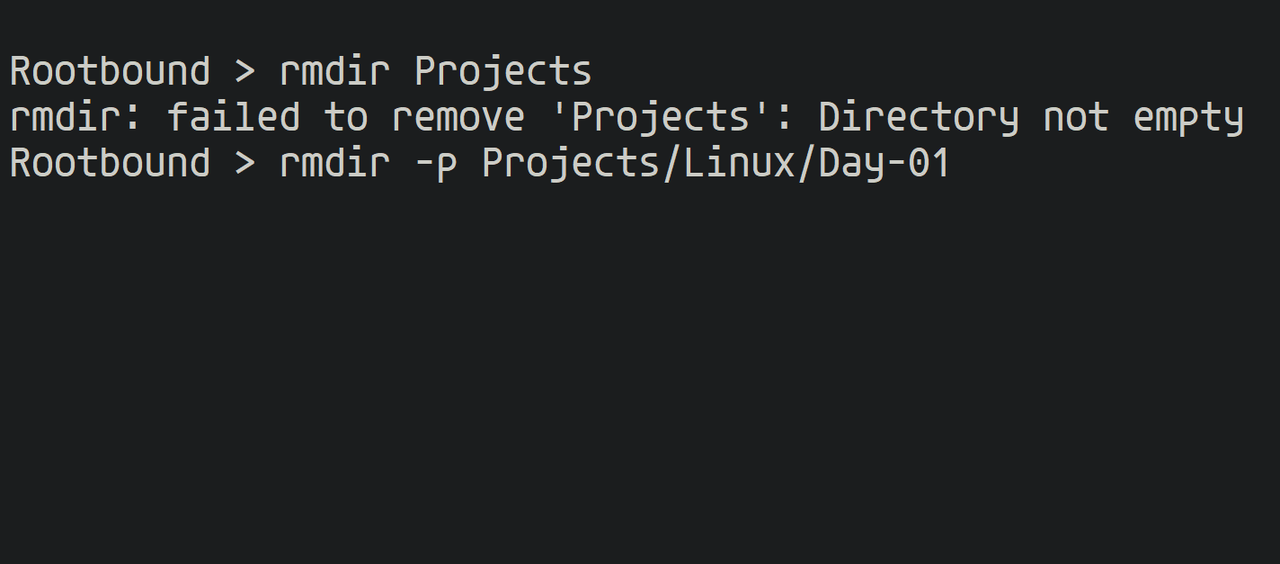 Rootbound > rmdir Projects
rmdir: failed to remove 'Projects': Directory not empty
Rootbound > rmdir -p Projects/Linux/Day-01